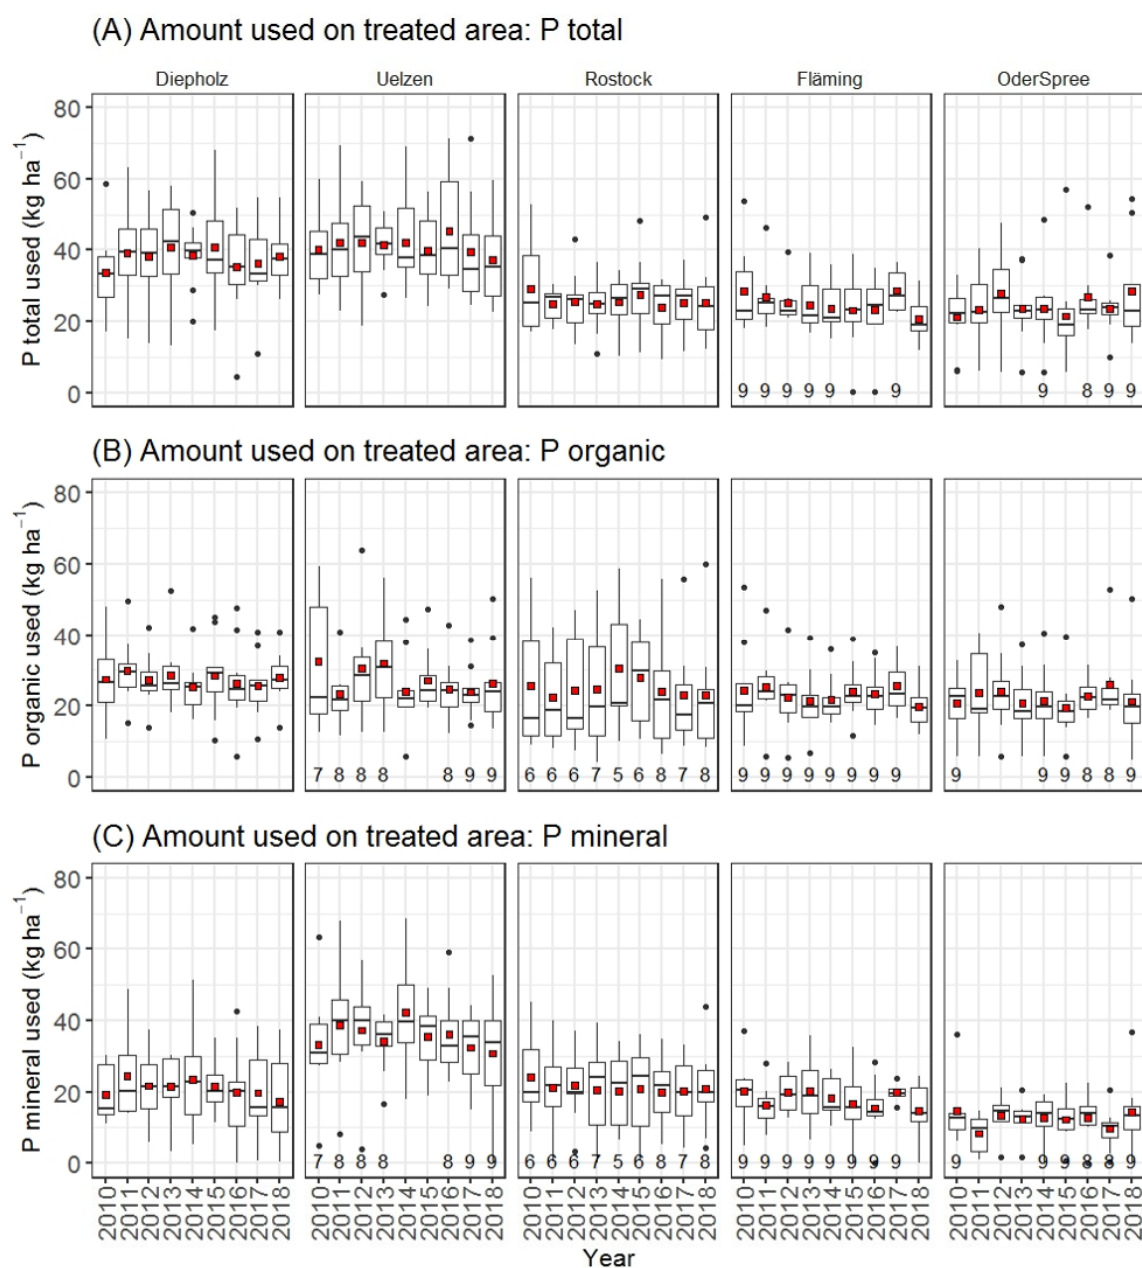 (A) Amount used on treated area: P total
Diepholz Uelzen Rostock Fläming OderSpree
P total used (kg ha⁻¹)
80
60
40
20
0
9 9 9 9 9 9 9 8 9 9
(B) Amount used on treated area: P organic
P organic used (kg ha⁻¹)
80
60
40
20
0
7 8 8 8 8 9 9 6 6 6 7 5 6 8 7 8 9 9 9 9 9 9 9 9 9 9 9 8 8 9
(C) Amount used on treated area: P mineral
P mineral used (kg ha⁻¹)
80
60
40
20
0
7 8 8 8 8 9 9 6 6 6 7 5 6 8 7 8 9 9 9 9 9 9 9 9 9 9 9 8 8 9
2010 2011 2012 2013 2014 2015 2016 2017 2018 2010 2011 2012 2013 2014 2015 2016 2017 2018 2010 2011 2012 2013 2014 2015 2016 2017 2018 2010 2011 2012 2013 2014 2015 2016 2017 2018 2010 2011 2012 2013 2014 2015 2016 2017 2018
Year